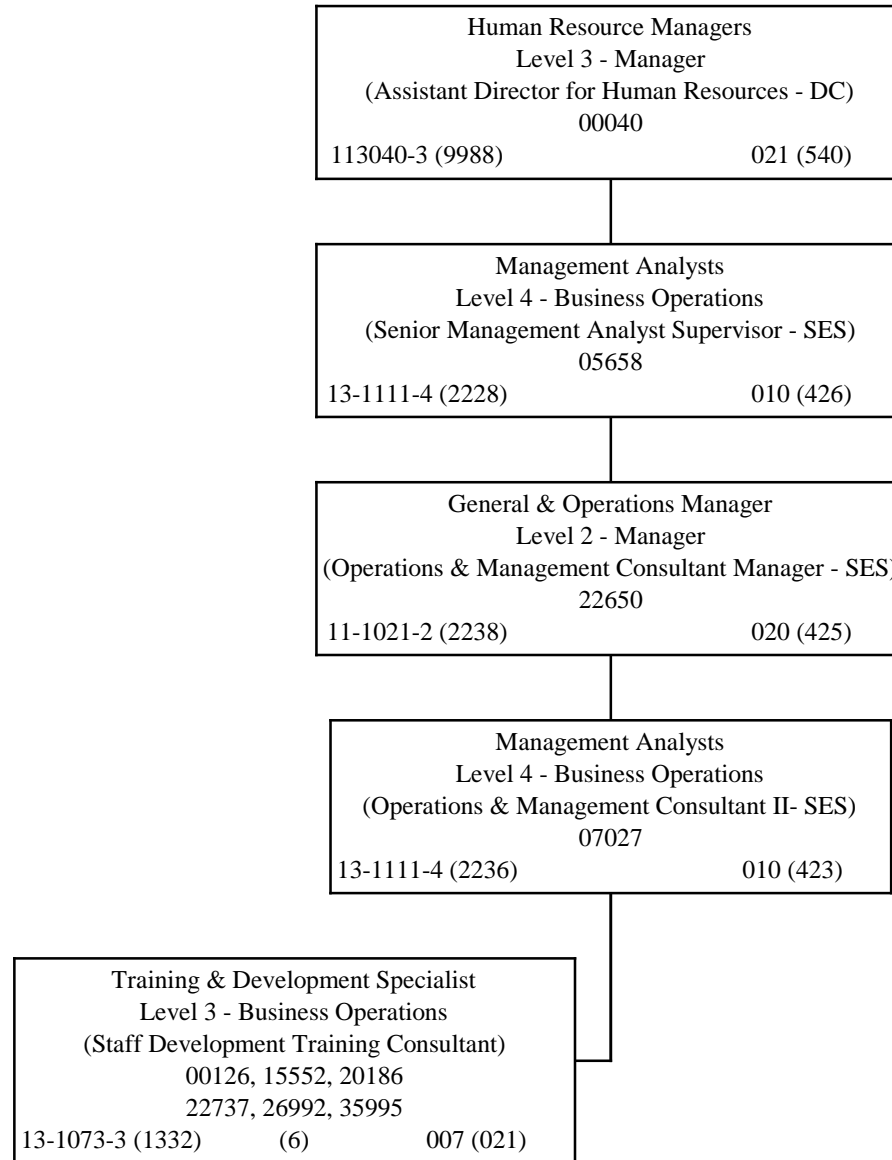 Human Resource Managers
Level 3 - Manager
(Assistant Director for Human Resources - DC)
00040
113040-3 (9988) 021 (540)
Management Analysts
Level 4 - Business Operations
(Senior Management Analyst Supervisor - SES)
05658
13-1111-4 (2228) 010 (426)
General & Operations Manager
Level 2 - Manager
(Operations & Management Consultant Manager - SES)
22650
11-1021-2 (2238) 020 (425)
Management Analysts
Level 4 - Business Operations
(Operations & Management Consultant II- SES)
07027
13-1111-4 (2236) 010 (423)
Training & Development Specialist
Level 3 - Business Operations
(Staff Development Training Consultant)
00126, 15552, 20186
22737, 26992, 35995
13-1073-3 (1332) (6) 007 (021)